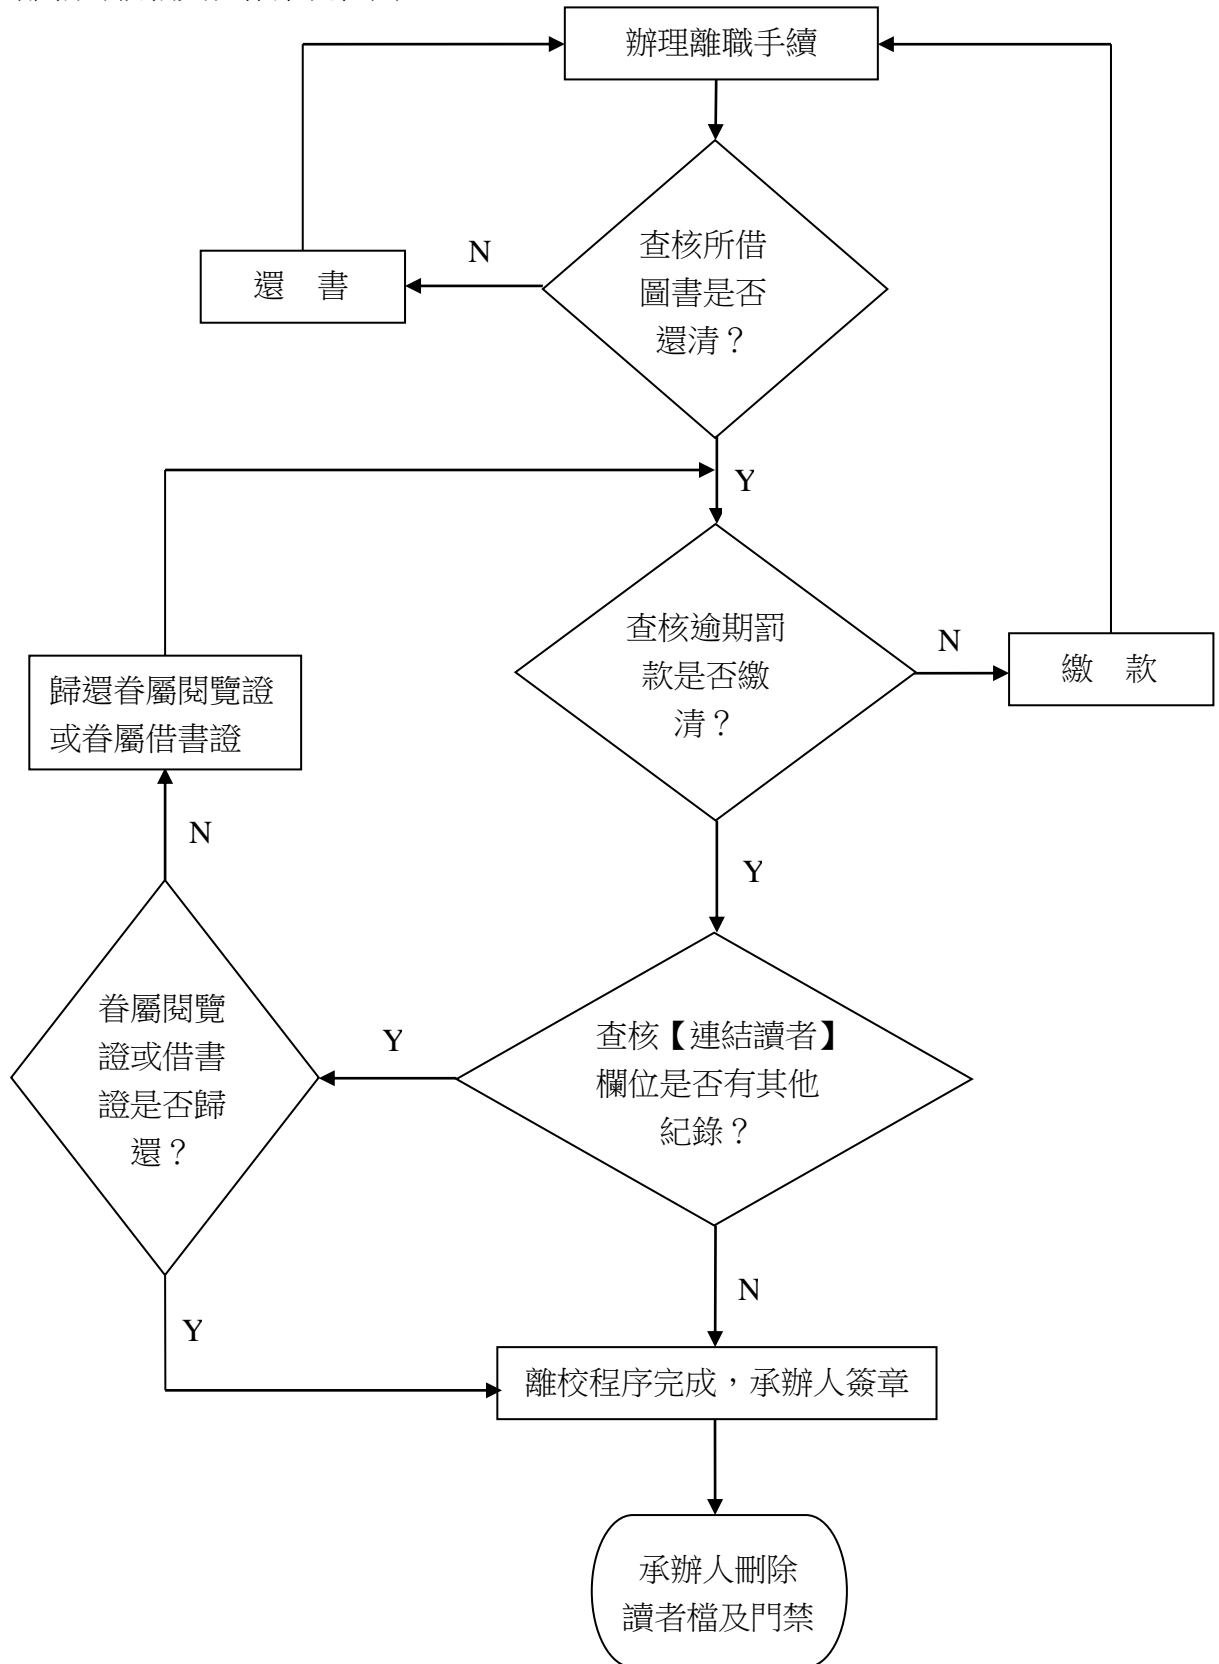 辦理離職手續
查核所借
圖書是否
還清？
N
還　書
Y
查核逾期罰
款是否繳
清？
N
繳　款
歸還眷屬閱覽證
或眷屬借書證
N
Y
眷屬閱覽
證或借書
證是否歸
還？
Y
查核【連結讀者】
欄位是否有其他
紀錄？
N
Y
離校程序完成，承辦人簽章
承辦人刪除
讀者檔及門禁